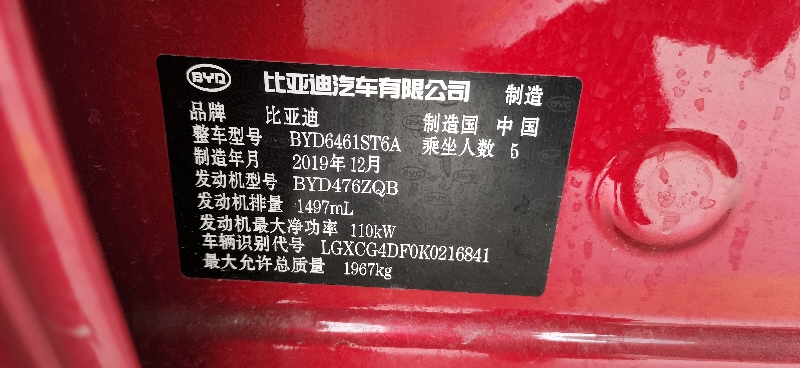 BYD 比亚迪汽车有限公司 制造
品牌 比亚迪 制造国 中国
整车型号 BYD6461ST6A 乘坐人数 5
制造年月 2019年12月
发动机型号 BYD476ZQB
发动机排量 1497mL
发动机最大净功率 110kW
车辆识别代号 LGXCG4DF0K0216841
最大允许总质量 1967kg